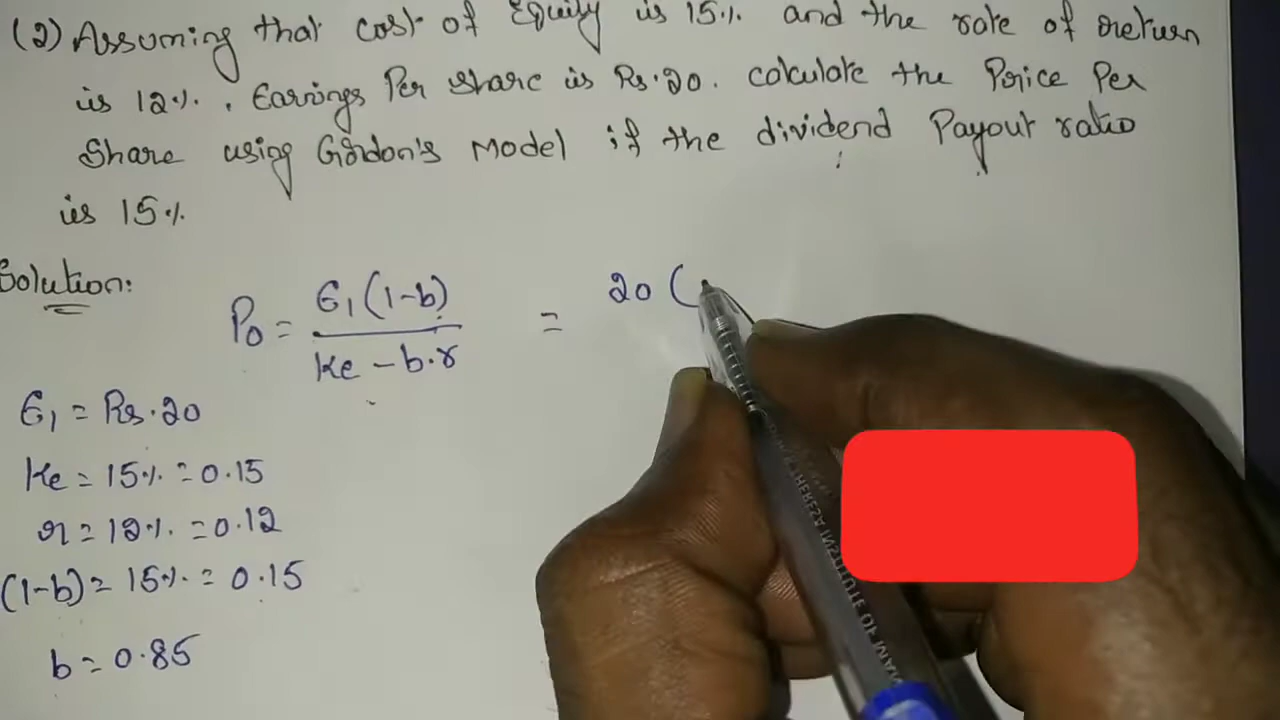 (2) Assuming that cost of Equity is 15%. and the rate of return
is 12%. Earnings Per share is Rs.20. calculate the Price Per
Share using Gordon's Model if the dividend Payout ratio
is 15%
Solution:
P0 = E1(1-b) / Ke - b.r = 20 (
E1 = Rs.20
Ke = 15% = 0.15
r = 12% = 0.12
(1-b) = 15% = 0.15
b = 0.85
INSTITUTE OF